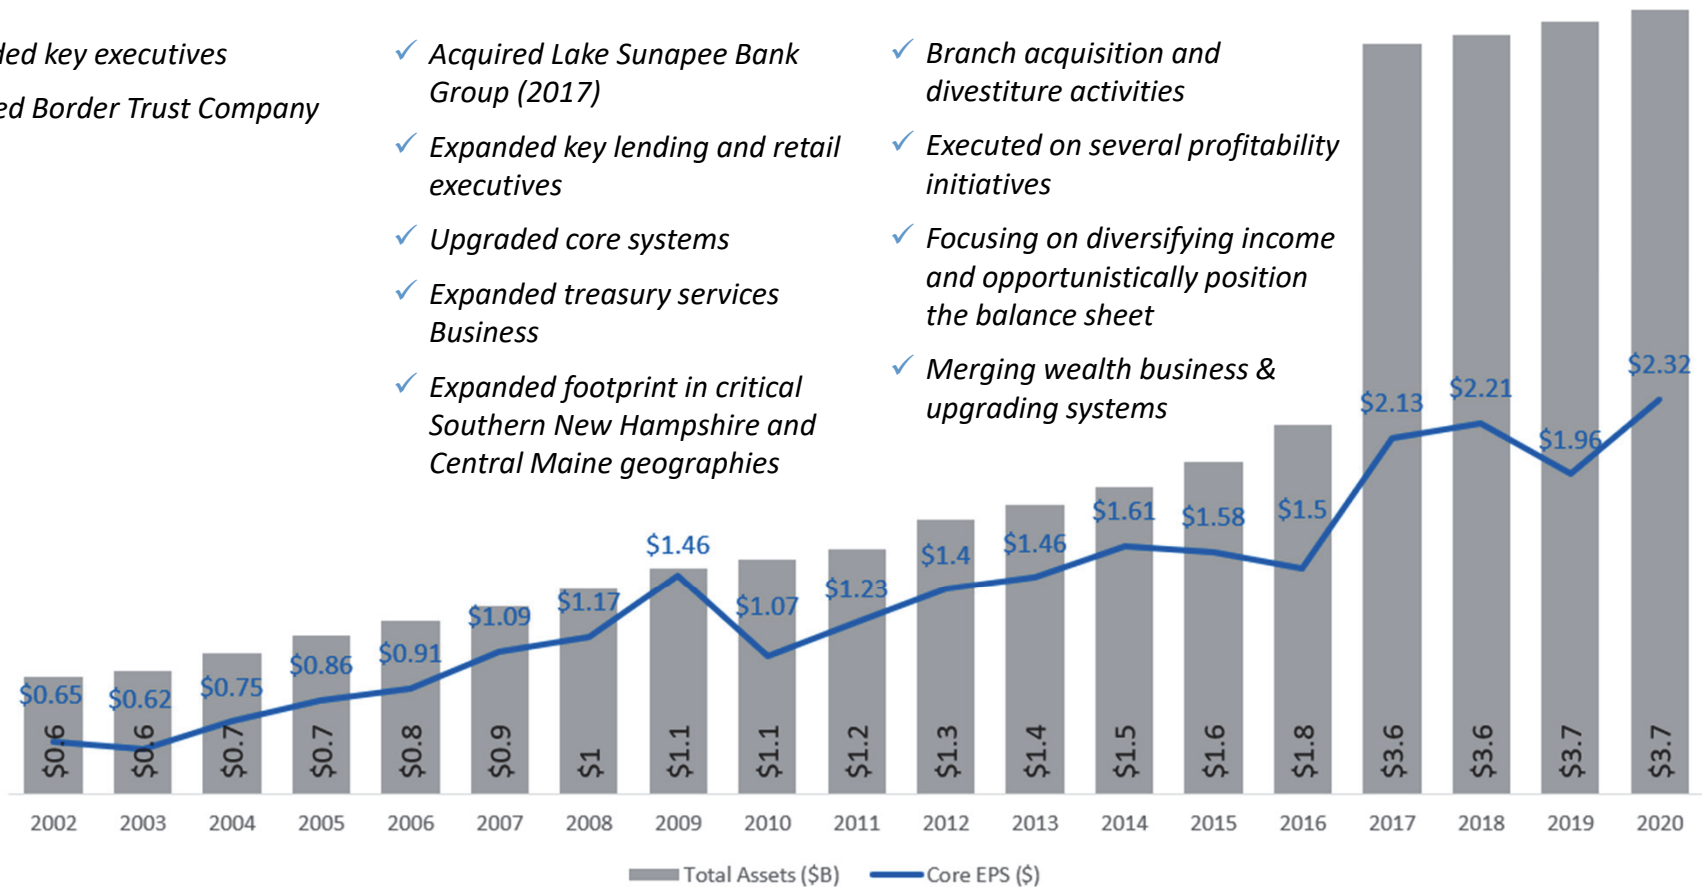 key executives
Border Trust Company
✓ Acquired Lake Sunapee Bank
Group (2017)
✓ Expanded key lending and retail
executives
✓ Upgraded core systems
✓ Expanded treasury services
Business
✓ Expanded footprint in critical
Southern New Hampshire and
Central Maine geographies
✓ Branch acquisition and
divestiture activities
✓ Executed on several profitability
initiatives
✓ Focusing on diversifying income
and opportunistically position
the balance sheet
✓ Merging wealth business &
upgrading systems
$0.65
$0.62
$0.75
$0.86
$0.91
$1.09
$1.17
$1.46
$1.07
$1.23
$1.4
$1.46
$1.61
$1.58
$1.5
$2.13
$2.21
$1.96
$2.32
$0.6
$0.6
$0.7
$0.7
$0.8
$0.9
$1
$1.1
$1.1
$1.2
$1.3
$1.4
$1.5
$1.6
$1.8
$3.6
$3.6
$3.7
$3.7
2002 2003 2004 2005 2006 2007 2008 2009 2010 2011 2012 2013 2014 2015 2016 2017 2018 2019 2020
Total Assets ($B) Core EPS ($)